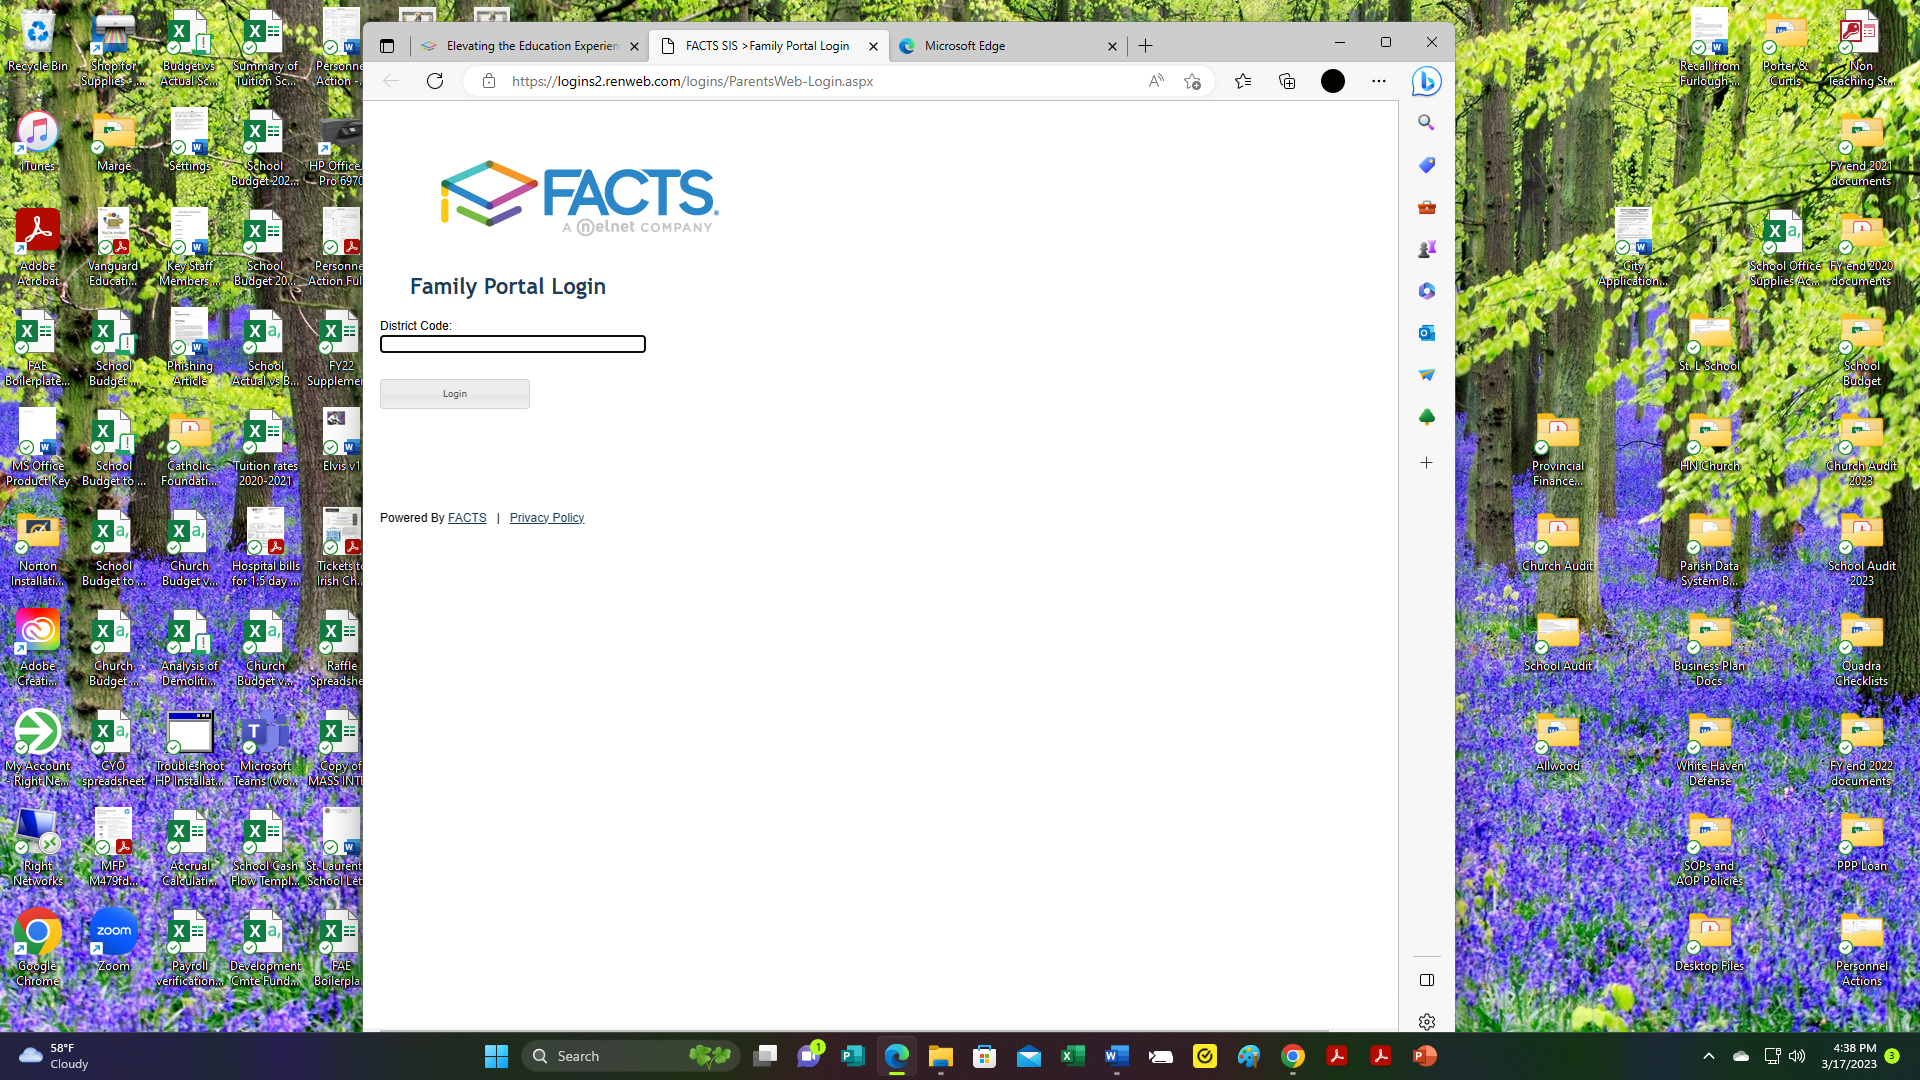 Elevating the Education Experien
FACTS SIS >Family Portal Login
Microsoft Edge
https://logins2.renweb.com/logins/ParentsWeb-Login.aspx
FACTS
A nelnet COMPANY
Family Portal Login
District Code:
Login
Powered By FACTS | Privacy Policy
Recycle Bin
Shop for
Supplies - ...
Budget vs
Actual Sc...
Summary of
Tuition Sc...
Personne
Action -
iTunes
Marge
Settings
School
Budget 202...
HP OfficeJ
Pro 6970
Adobe
Acrobat
Vanguard
Educati...
Key Staff
Members ...
School
Budget 20...
Personne
Action Ful
FAE
Boilerplate...
School
Budget ...
Phishing
Article
School
Actual vs B...
FY22
Supplemen
MS Office
Product Key
School
Budget to ...
Catholic
Foundati...
Tuition rates
2020-2021
Elvis v1
Norton
Installati...
School
Budget to ...
Church
Budget v...
Hospital bills
for 1.5 day ...
Tickets to
Irish Ch...
Adobe
Creati...
Church
Budget ...
Analysis of
Demoliti...
Church
Budget v...
Raffle
Spreadshe
My Account
- Right Ne...
CYO
spreadsheet
Troubleshoot
HP Installat...
Microsoft
Teams (wo...
Copy of
MASS INTE
Right
Networks
MFP
M479fd...
Accrual
Calculati...
School Cash
Flow Templ...
St. Laurent
School Let
Google
Chrome
Zoom
Payroll
verification...
Development
Cmte Fund...
FAE
Boilerpla
Recall from
Furlough -...
Porter &
Curtis
Non
Teaching St...
FY end 2021
documents
City
Application...
School Office
Supplies Ac...
FY end 2020
documents
St. L School
School
Budget
Provincial
Finance...
HN Church
Church Audit
2023
Church Audit
Parish Data
System B...
School Audit
2023
School Audit
Business Plan
Docs
Quadra
Checklists
Allwood
White Haven
Defense
FY end 2022
documents
SOPs and
AOP Policies
PPP Loan
Desktop Files
Personnel
Actions
58°F
Cloudy
Search
1
4:38 PM
3/17/2023
3